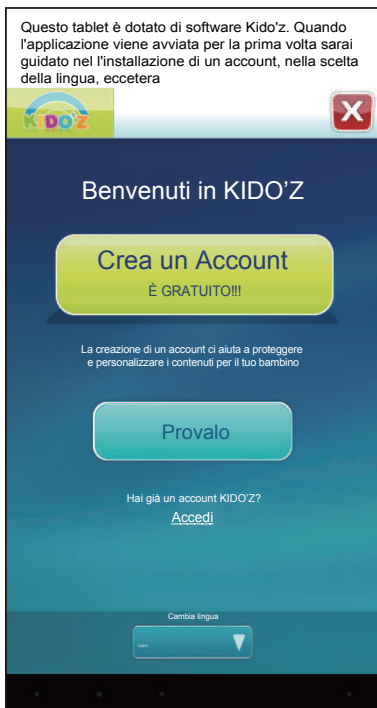 Questo tablet è dotato di software Kido'z. Quando
l'applicazione viene avviata per la prima volta sarai
guidato nel l'installazione di un account, nella scelta
della lingua, eccetera
KIDO'Z
X
Benvenuti in KIDO'Z
Crea un Account
È GRATUITO!!!
La creazione di un account ci aiuta a proteggere
e personalizzare i contenuti per il tuo bambino
Provalo
Hai già un account KIDO'Z?
Accedi
Cambia lingua